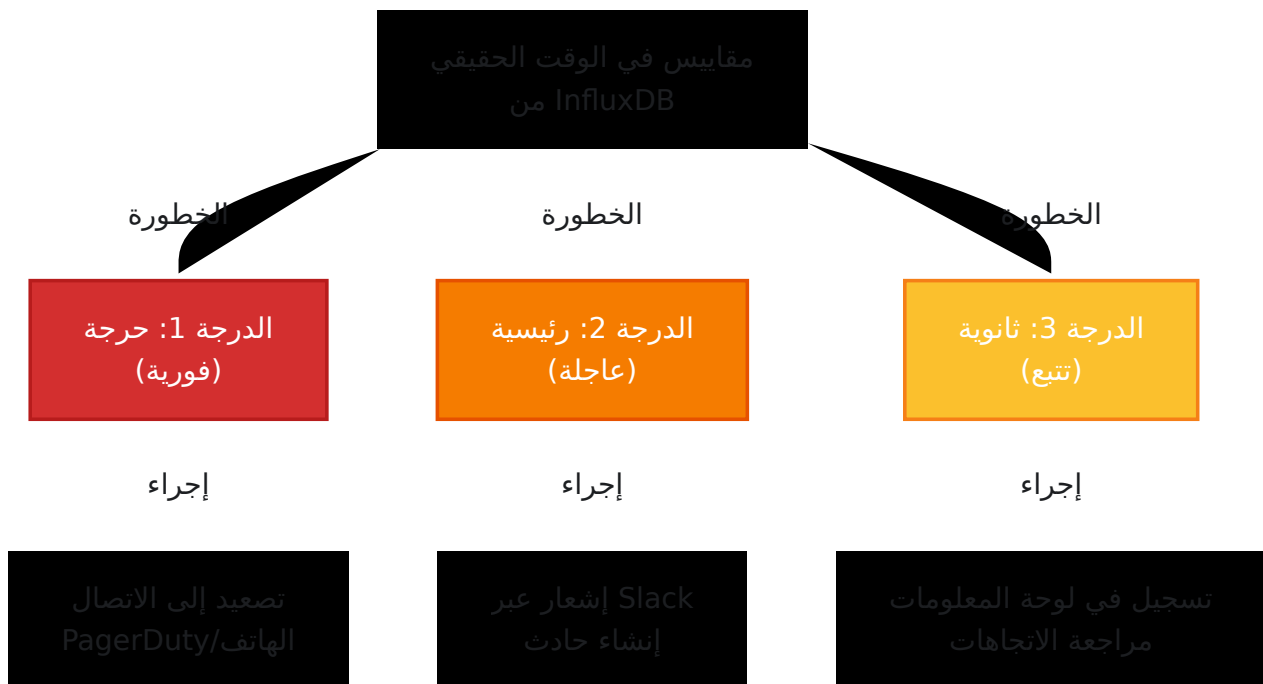 مقاييس في الوقت الحقيقي
من InfluxDB
الخطورة
الخطورة
الخطورة
الدرجة 1: حرجة
(فورية)
الدرجة 2: رئيسية
(عاجلة)
الدرجة 3: ثانوية
(تتبع)
إجراء
إجراء
إجراء
تصعيد إلى الاتصال
الهاتف/PagerDuty
إشعار عبر Slack
إنشاء حادث
تسجيل في لوحة المعلومات
مراجعة الاتجاهات